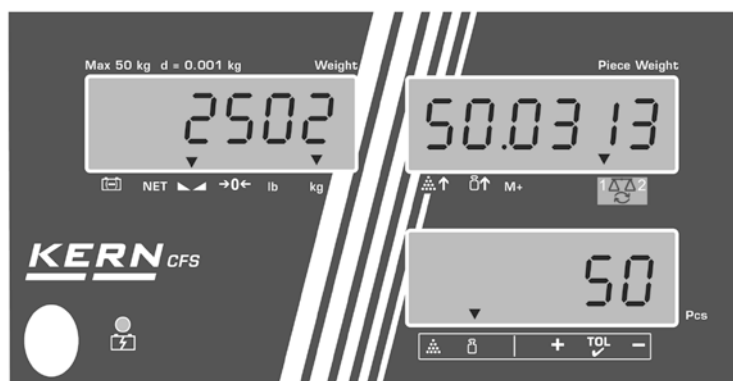 Max 50 kg d = 0.001 kg Weight
2502
NET →0← lb kg
Piece Weight
50.0313
M+ 1 2
KERN CFS
50
Pcs
+ TOL −